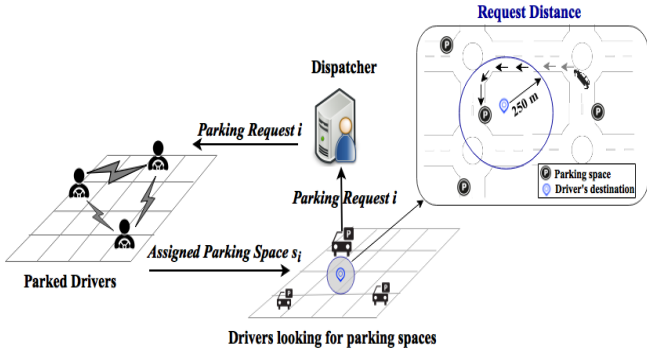 Request Distance
P
P
250 m
P
P
P Parking space
Driver's destination
Dispatcher
Parking Request i
Parking Request i
P
P
P
Assigned Parking Space si
Parked Drivers
Drivers looking for parking spaces